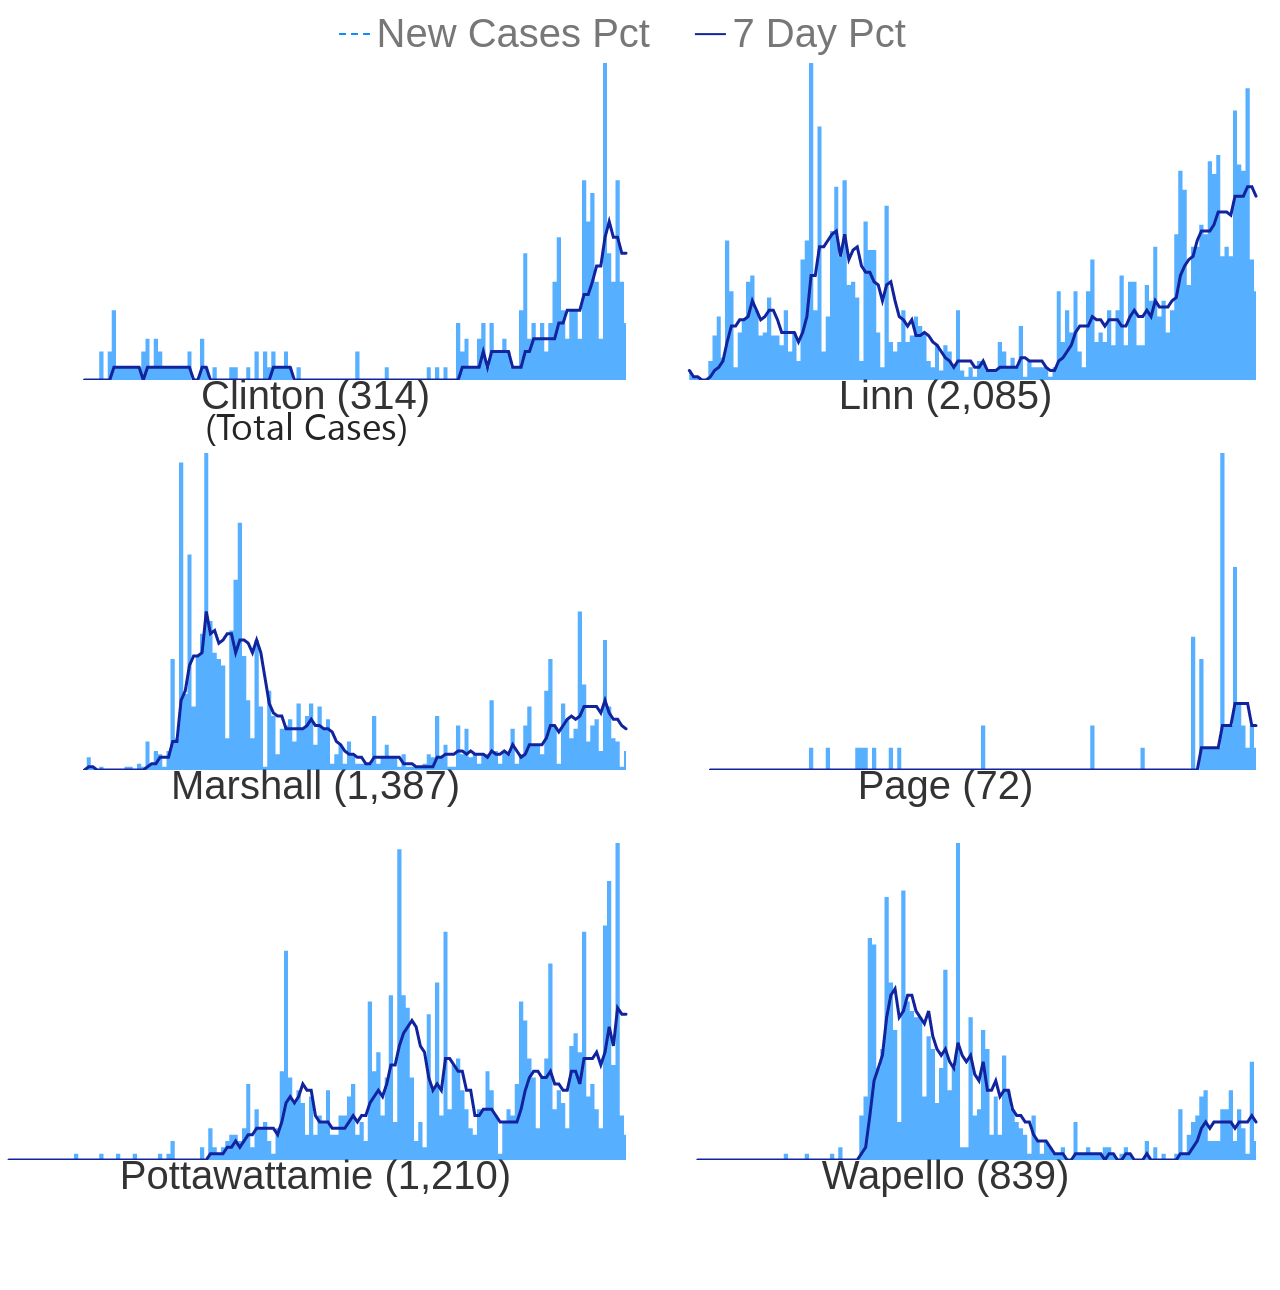 New Cases Pct 7 Day Pct
Clinton (314) Linn (2,085)
(Total Cases)
Marshall (1,387) Page (72)
Pottawattamie (1,210) Wapello (839)